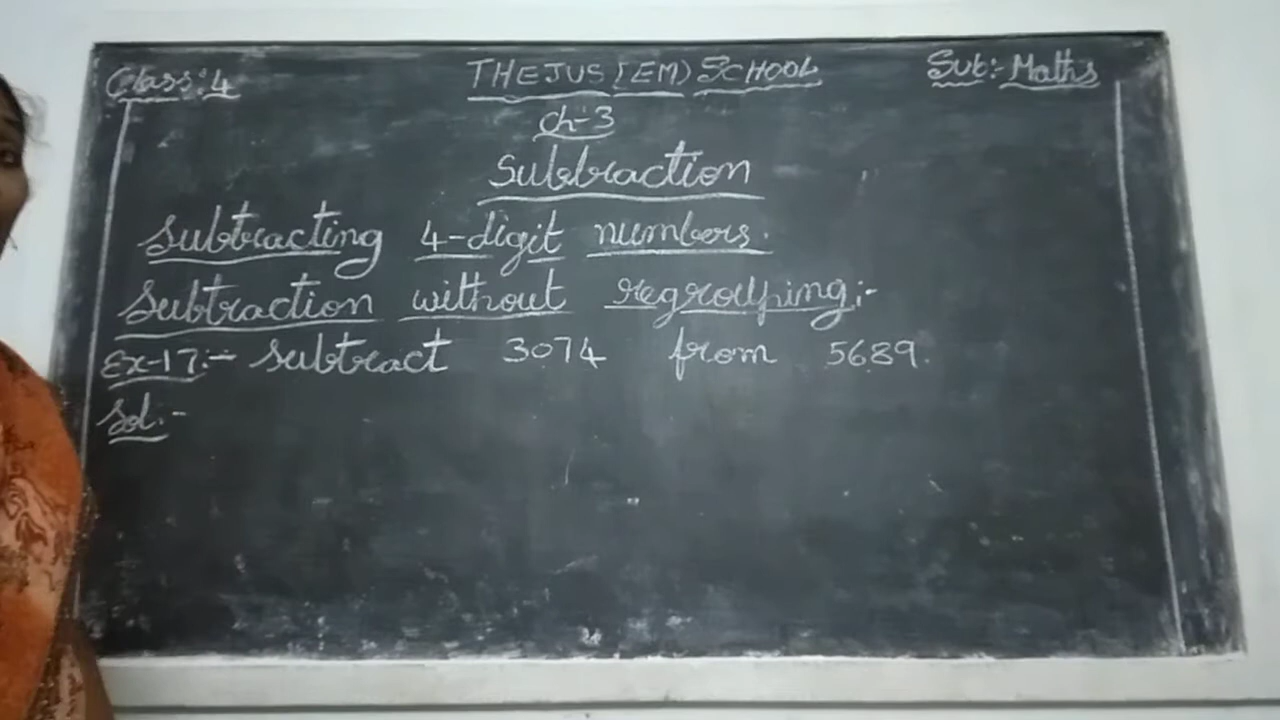 Class:4 THEJUS (EM) SCHOOL Sub:- Maths
Ch-3
Subtraction
Subtracting 4-digit numbers.
Subtraction without regrouping:-
Ex-17:- Subtract 3074 from 5689.
Sol:-